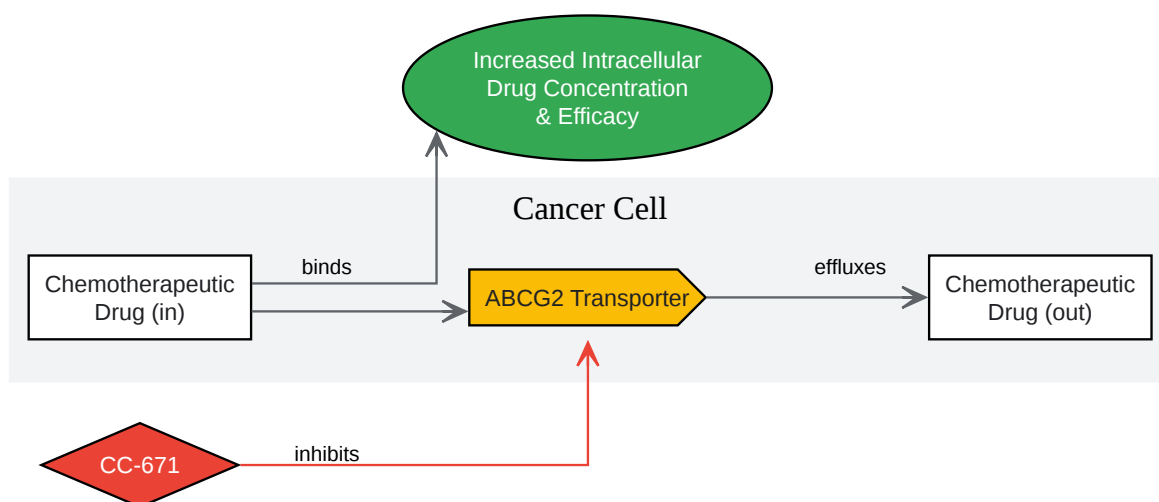 Increased Intracellular
Drug Concentration
& Efficacy
Cancer Cell
Chemotherapeutic
Drug (in)
binds
ABCG2 Transporter
effluxes
Chemotherapeutic
Drug (out)
CC-671
inhibits